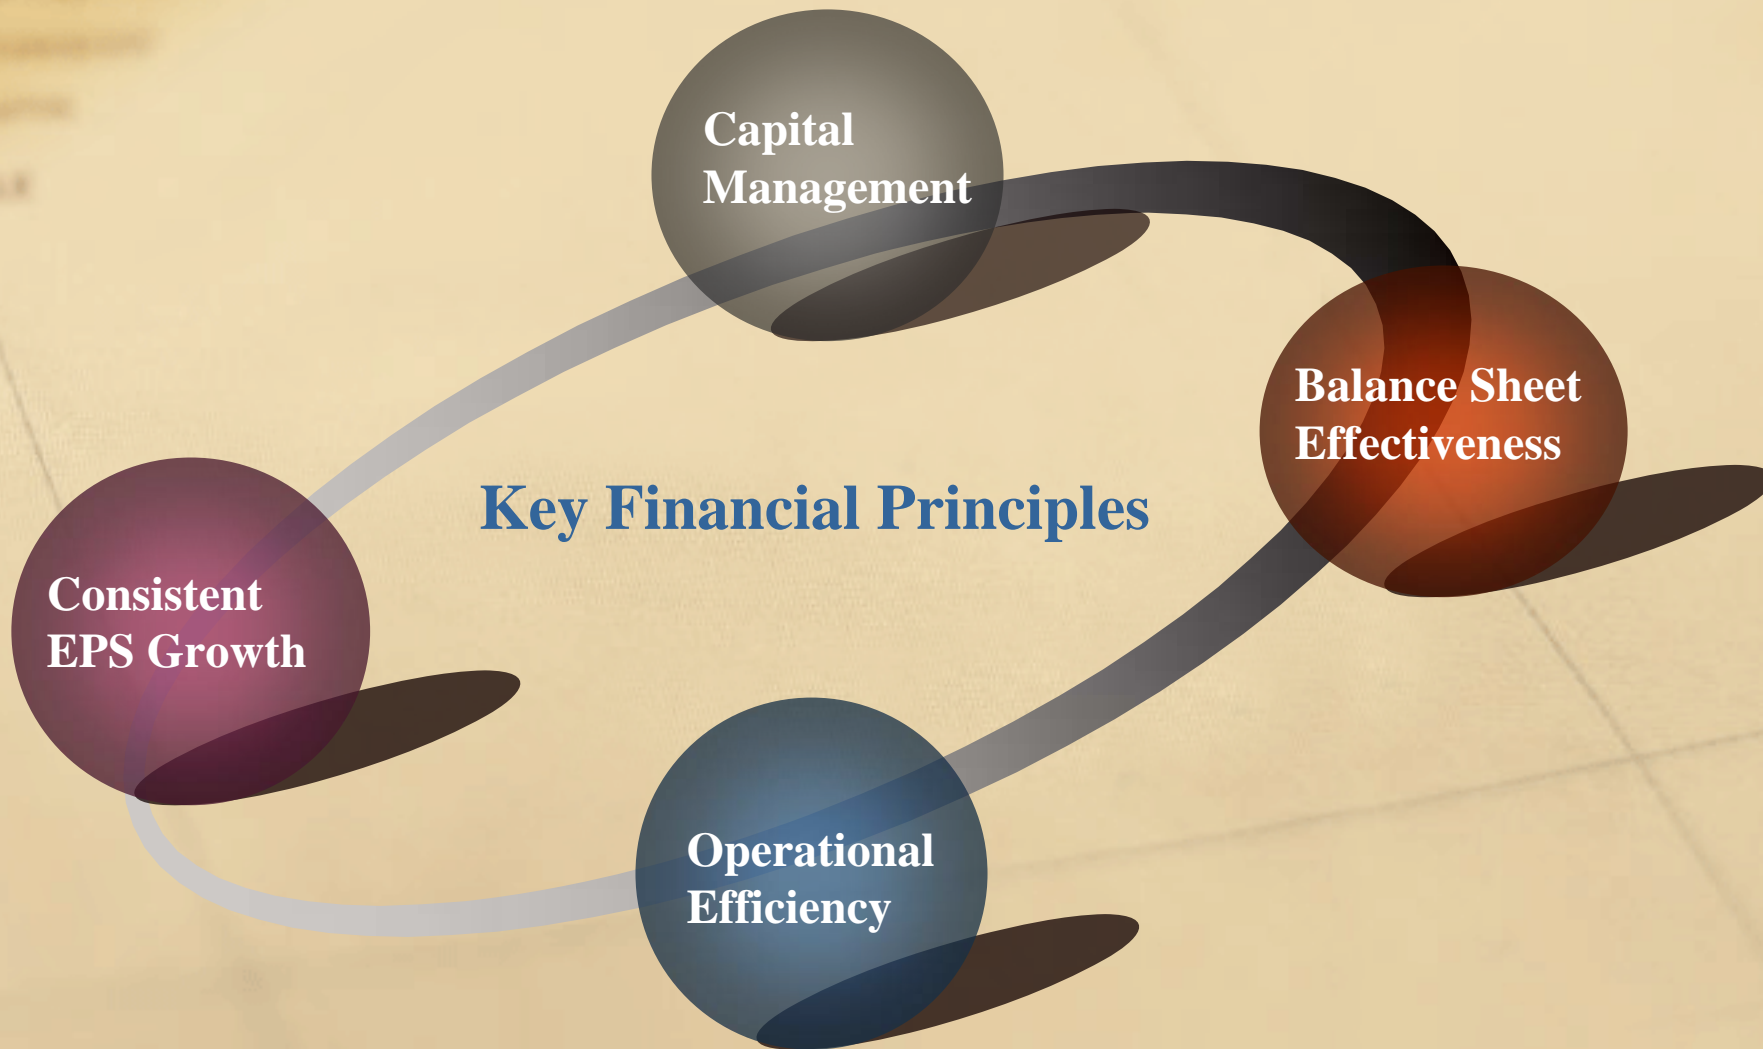 Capital
Management
Balance Sheet
Effectiveness
Key Financial Principles
Consistent
EPS Growth
Operational
Efficiency